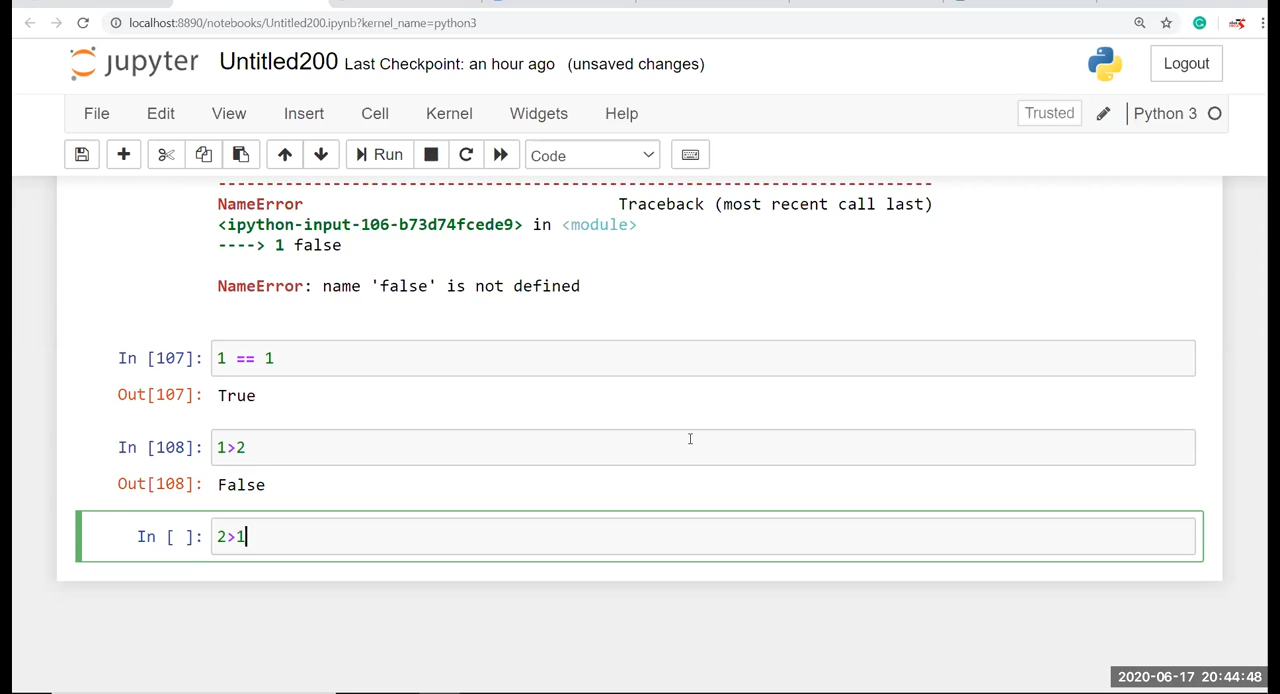 localhost:8890/notebooks/Untitled200.ipynb?kernel_name=python3
jupyter Untitled200 Last Checkpoint: an hour ago (unsaved changes) Logout
File Edit View Insert Cell Kernel Widgets Help Trusted Python 3
Run Code
---------------------------------------------------------------------------
NameError Traceback (most recent call last)
<ipython-input-106-b73d74fcede9> in <module>
----> 1 false
NameError: name 'false' is not defined
In [107]: 1 == 1
Out[107]: True
In [108]: 1>2
Out[108]: False
In [ ]: 2>1
2020-06-17 20:44:48